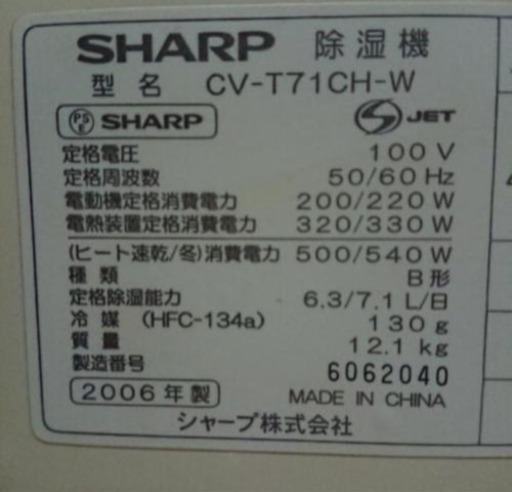 SHARP 除湿機
型名 CV-T71CH-W
PSE SHARP S JET
定格電圧 100 V
定格周波数 50/60 Hz
電動機定格消費電力 200/220 W
電熱装置定格消費電力 320/330 W
(ヒート速乾/冬)消費電力 500/540 W
種類 B形
定格除湿能力 6.3/7.1 L/日
冷媒 (HFC-134a) 130g
質量 12.1 kg
製造番号 6062040
2006年製 MADE IN CHINA
シャープ株式会社